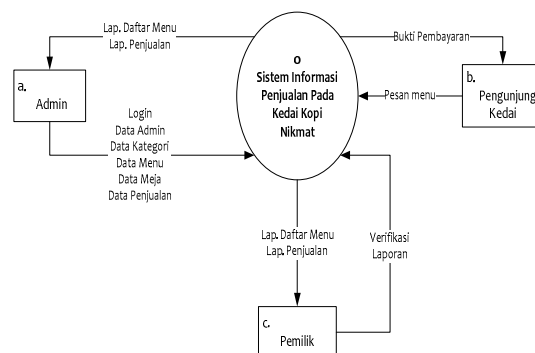 Lap. Daftar Menu
Lap. Penjualan
a.
Admin
Login
Data Admin
Data Kategori
Data Menu
Data Meja
Data Penjualan
0
Sistem Informasi
Penjualan Pada
Kedai Kopi
Nikmat
Bukti Pembayaran
b.
Pengunjung
Kedai
Pesan menu
Lap. Daftar Menu
Lap. Penjualan
Verifikasi
Laporan
c.
Pemilik